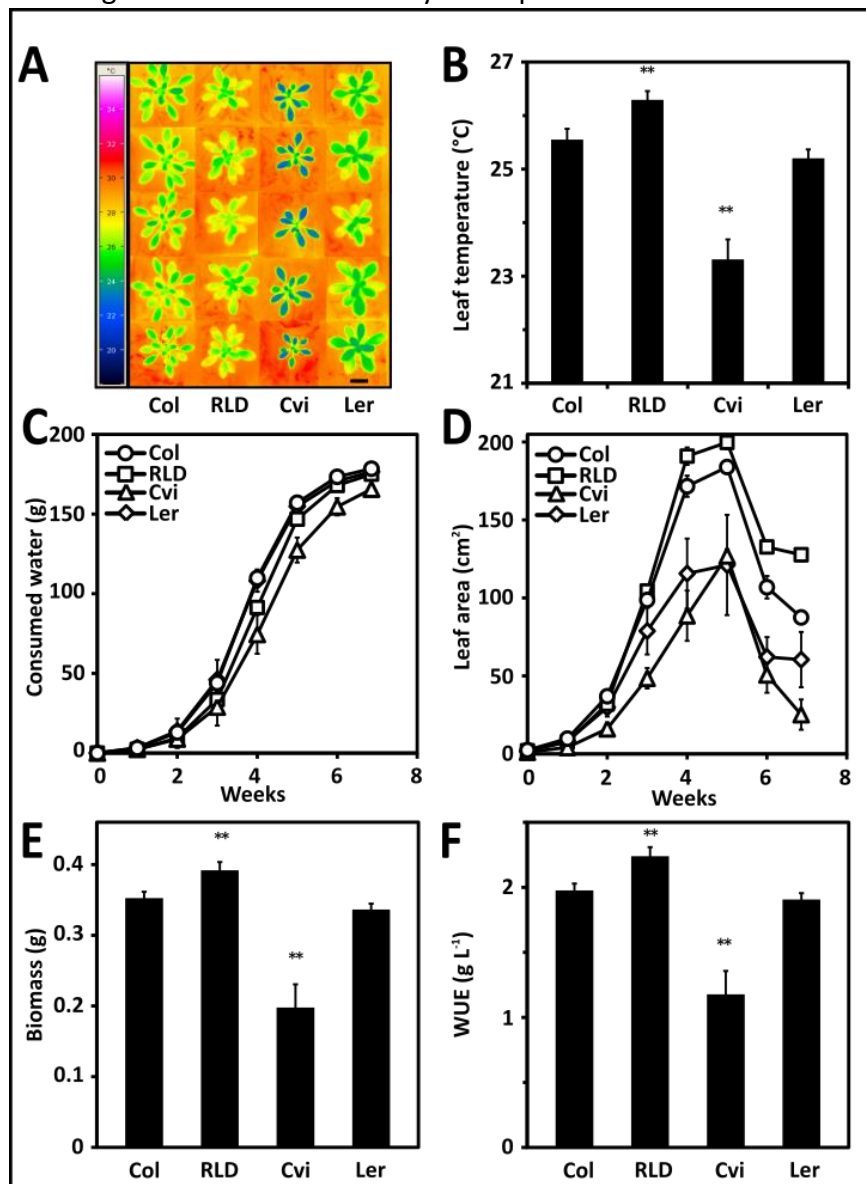 A
B
°C
34
32
30
28
26
24
22
20
Col RLD Cvi Ler
27
25
23
21
Leaf temperature (°C)
**
**
Col RLD Cvi Ler
C
D
200
150
100
50
0
Consumed water (g)
Col
RLD
Cvi
Ler
0 2 4 6 8
Weeks
200
150
100
50
0
Leaf area (cm²)
Col
RLD
Cvi
Ler
0 2 4 6 8
Weeks
E
F
0.4
0.3
0.2
0.1
0
Biomass (g)
**
**
Col RLD Cvi Ler
2
1
0
WUE (g L⁻¹)
**
**
Col RLD Cvi Ler